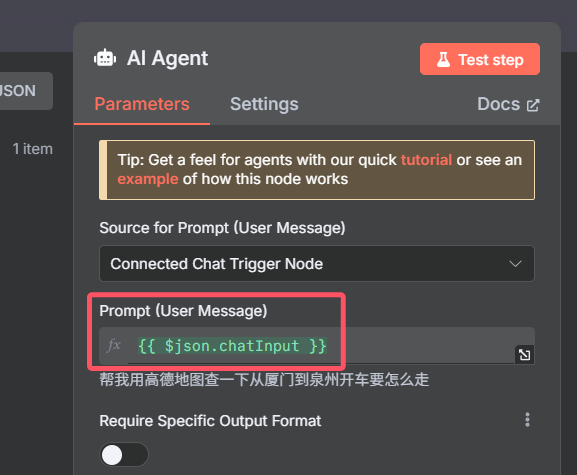 AI Agent
Test step
JSON
Parameters
Settings
Docs
1 item
Tip: Get a feel for agents with our quick tutorial or see an
example of how this node works
Source for Prompt (User Message)
Connected Chat Trigger Node
Prompt (User Message)
fx {{ $json.chatInput }}
帮我用高德地图查一下从厦门到泉州开车要怎么走
Require Specific Output Format